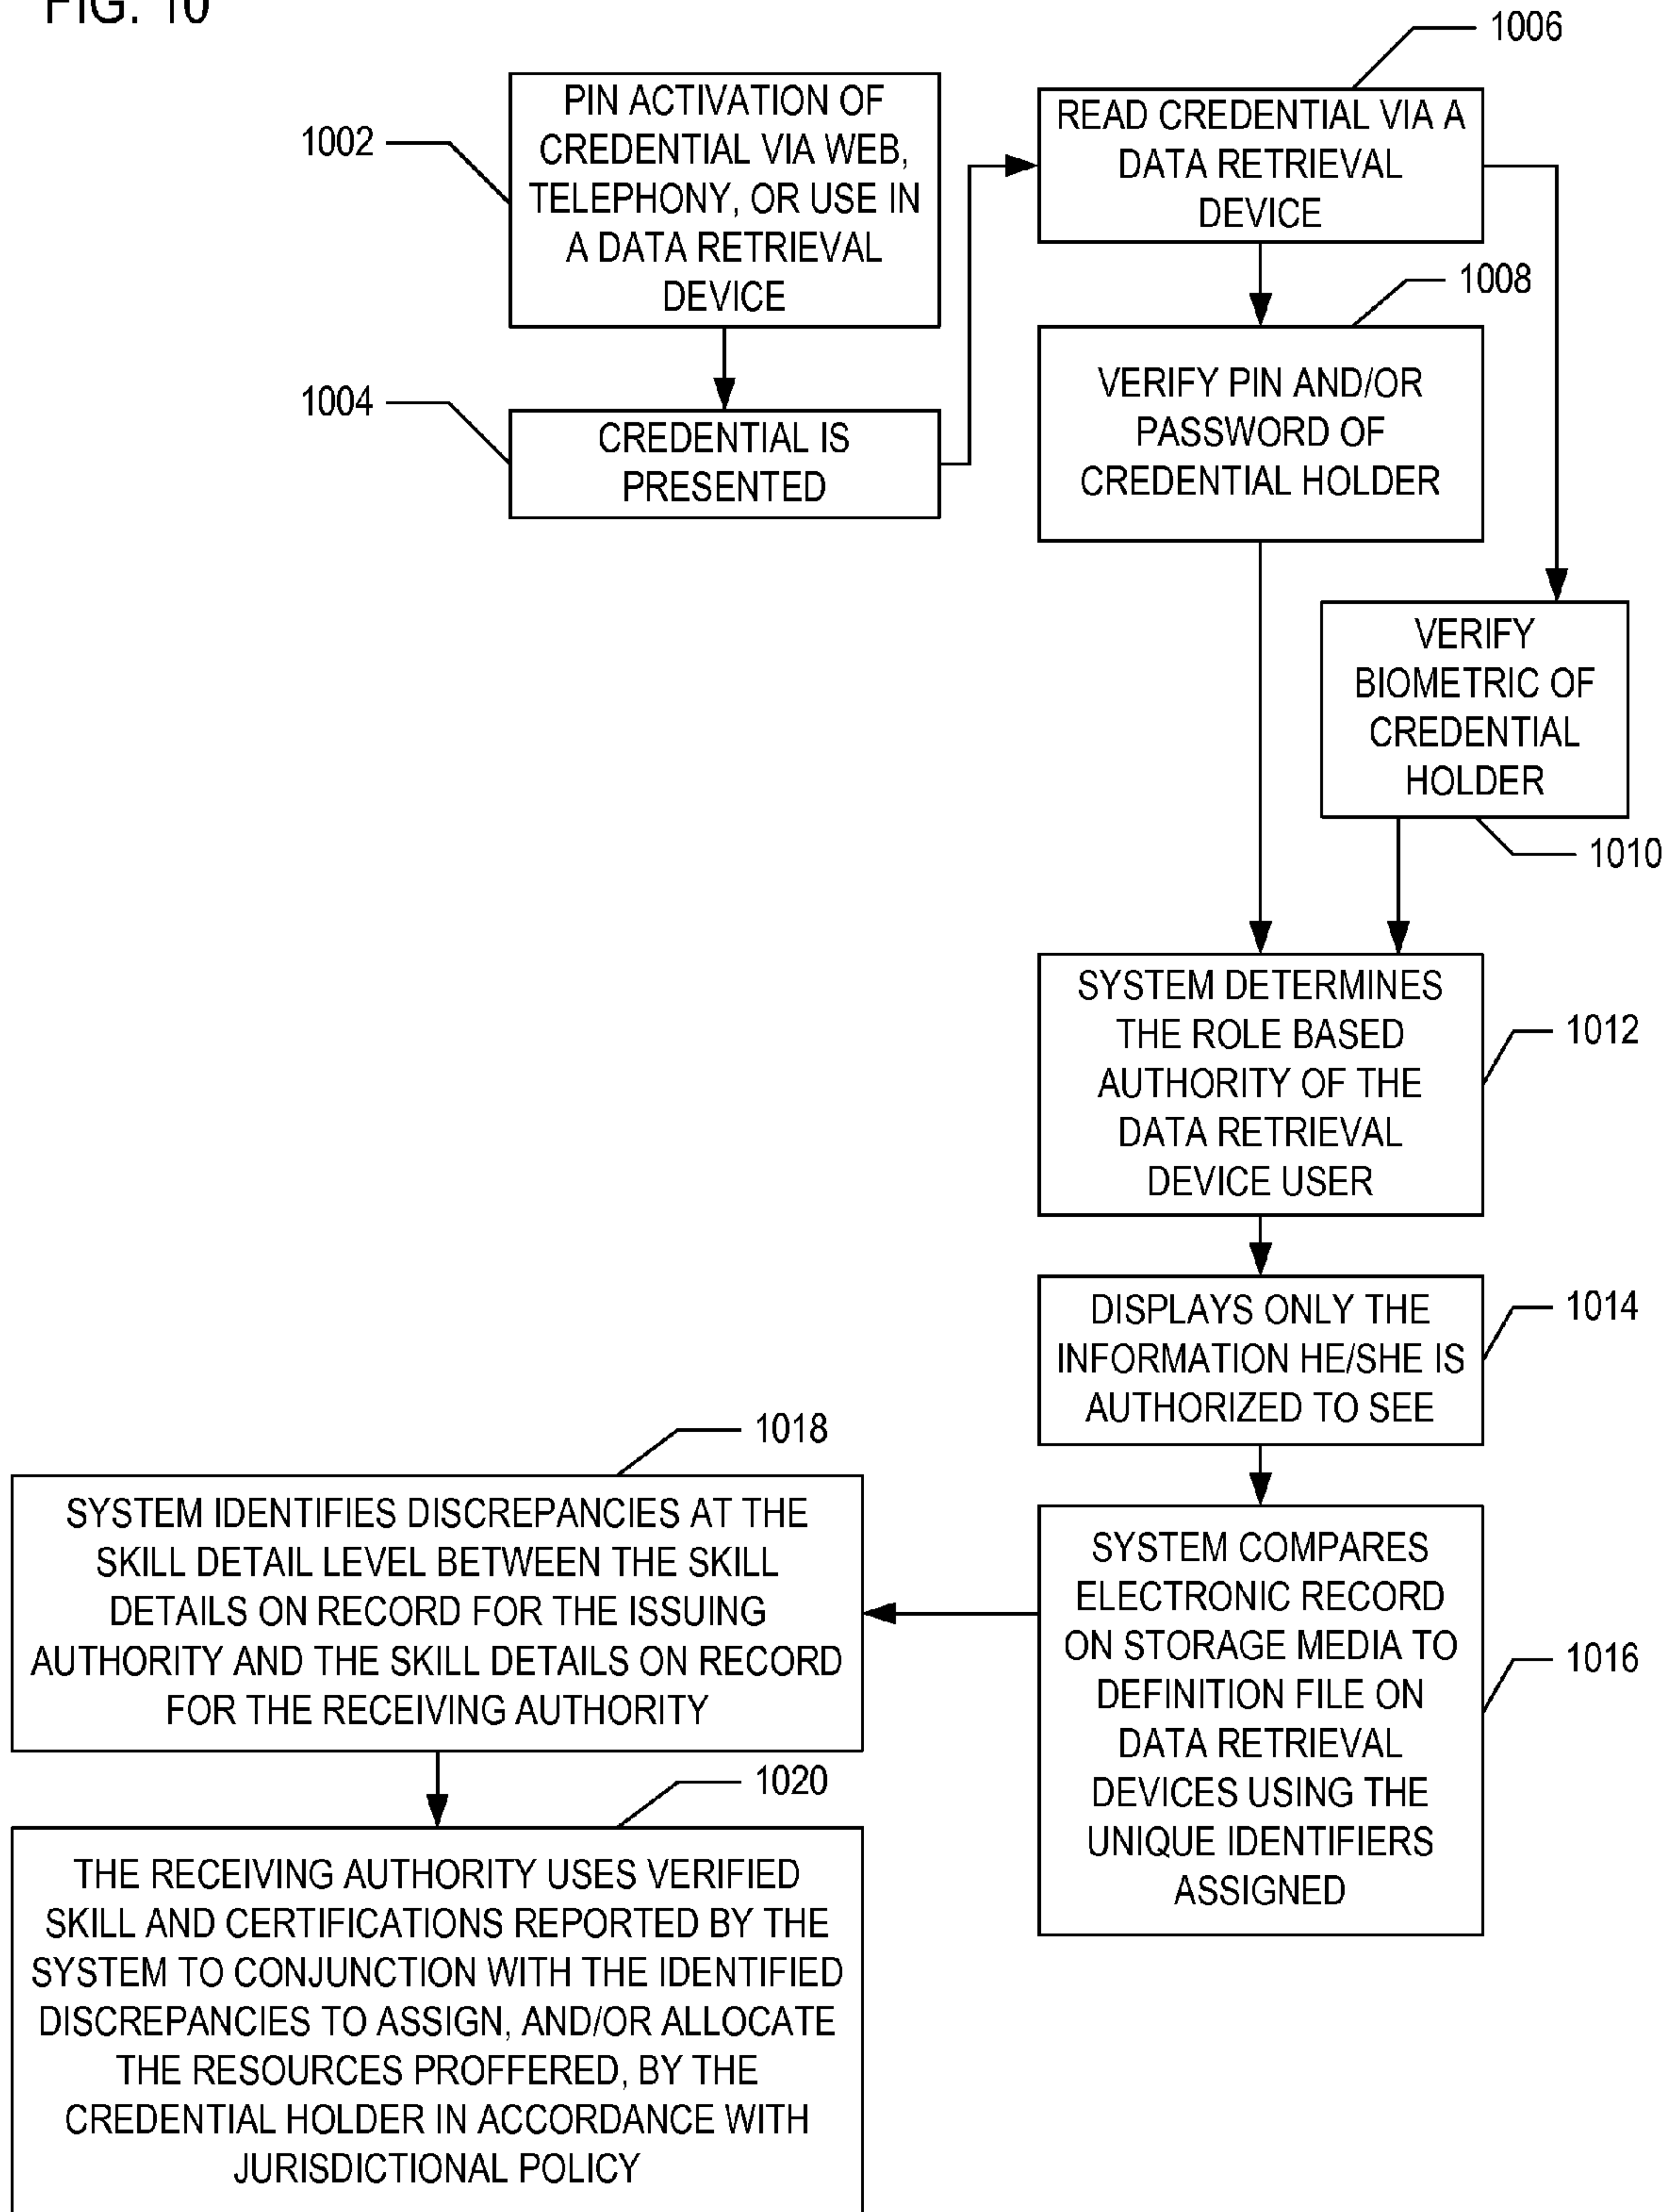 FIG. 10
1002
PIN ACTIVATION OF
CREDENTIAL VIA WEB,
TELEPHONY, OR USE IN
A DATA RETRIEVAL
DEVICE
1004
CREDENTIAL IS
PRESENTED
1006
READ CREDENTIAL VIA A
DATA RETRIEVAL
DEVICE
1008
VERIFY PIN AND/OR
PASSWORD OF
CREDENTIAL HOLDER
VERIFY
BIOMETRIC OF
CREDENTIAL
HOLDER
1010
SYSTEM DETERMINES
THE ROLE BASED
AUTHORITY OF THE
DATA RETRIEVAL
DEVICE USER
1012
DISPLAYS ONLY THE
INFORMATION HE/SHE IS
AUTHORIZED TO SEE
1014
SYSTEM COMPARES
ELECTRONIC RECORD
ON STORAGE MEDIA TO
DEFINITION FILE ON
DATA RETRIEVAL
DEVICES USING THE
UNIQUE IDENTIFIERS
ASSIGNED
1016
1018
SYSTEM IDENTIFIES DISCREPANCIES AT THE
SKILL DETAIL LEVEL BETWEEN THE SKILL
DETAILS ON RECORD FOR THE ISSUING
AUTHORITY AND THE SKILL DETAILS ON RECORD
FOR THE RECEIVING AUTHORITY
1020
THE RECEIVING AUTHORITY USES VERIFIED
SKILL AND CERTIFICATIONS REPORTED BY THE
SYSTEM TO CONJUNCTION WITH THE IDENTIFIED
DISCREPANCIES TO ASSIGN, AND/OR ALLOCATE
THE RESOURCES PROFFERED, BY THE
CREDENTIAL HOLDER IN ACCORDANCE WITH
JURISDICTIONAL POLICY